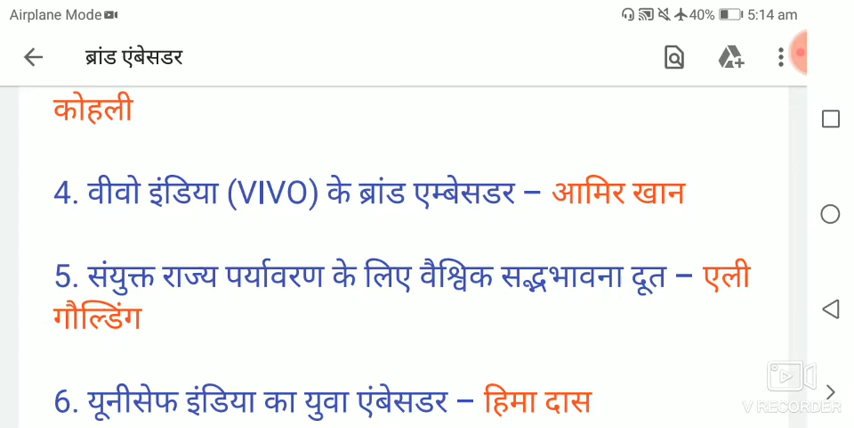 Airplane Mode 40% 5:14 am
ब्रांड एंबेसडर
कोहली
4. वीवो इंडिया (VIVO) के ब्रांड एम्बेसडर – आमिर खान
5. संयुक्त राज्य पर्यावरण के लिए वैश्विक सद्भभावना दूत – एली
गौल्डिंग
6. यूनीसेफ इंडिया का युवा एंबेसडर – हिमा दास
V RECORDER